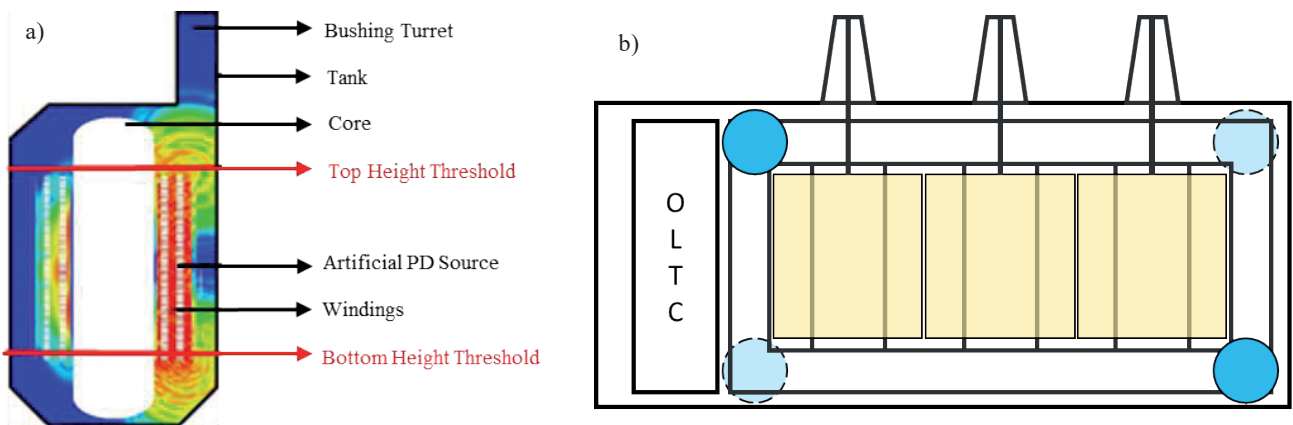 a)
Bushing Turret
Tank
Core
Top Height Threshold
Artificial PD Source
Windings
Bottom Height Threshold
b)
O
L
T
C